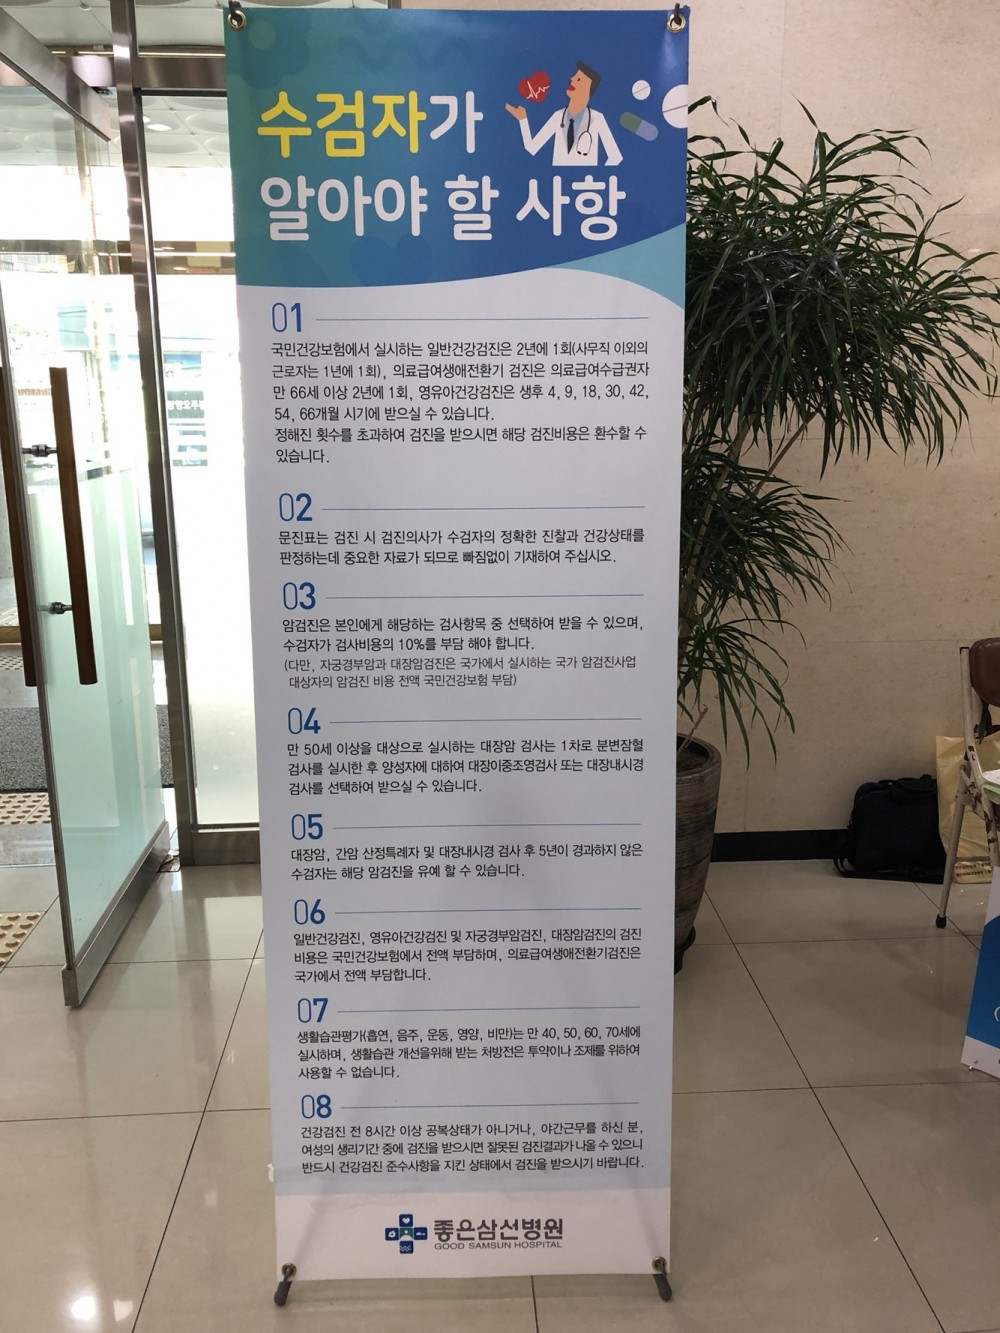 수검자가
알아야 할 사항
01
국민건강보험에서 실시하는 일반건강검진은 2년에 1회(사무직 이외의
근로자는 1년에 1회), 의료급여생애전환기 검진은 의료급여수급권자
만 66세 이상 2년에 1회, 영유아건강검진은 생후 4, 9, 18, 30, 42,
54, 66개월 시기에 받으실 수 있습니다.
정해진 횟수를 초과하여 검진을 받으시면 해당 검진비용은 환수할 수
있습니다.
02
문진표는 검진 시 검진의사가 수검자의 정확한 진찰과 건강상태를
판정하는데 중요한 자료가 되므로 빠짐없이 기재하여 주십시오.
03
암검진은 본인에게 해당하는 검사항목 중 선택하여 받을 수 있으며,
수검자가 검사비용의 10%를 부담 해야 합니다.
(다만, 자궁경부암과 대장암검진은 국가에서 실시하는 국가 암검진사업
대상자의 암검진 비용 전액 국민건강보험 부담)
04
만 50세 이상을 대상으로 실시하는 대장암 검사는 1차로 분변잠혈
검사를 실시한 후 양성자에 대하여 대장이중조영검사 또는 대장내시경
검사를 선택하여 받으실 수 있습니다.
05
대장암, 간암 산정특례자 및 대장내시경 검사 후 5년이 경과하지 않은
수검자는 해당 암검진을 유예 할 수 있습니다.
06
일반건강검진, 영유아건강검진 및 자궁경부암검진, 대장암검진의 검진
비용은 국민건강보험에서 전액 부담하며, 의료급여생애전환기검진은
국가에서 전액 부담합니다.
07
생활습관평가(흡연, 음주, 운동, 영양, 비만)는 만 40, 50, 60, 70세에
실시하며, 생활습관 개선을위해 받는 처방전은 투약이나 조제를 위하여
사용할 수 없습니다.
08
건강검진 전 8시간 이상 공복상태가 아니거나, 야간근무를 하신 분,
여성의 생리기간 중에 검진을 받으시면 잘못된 검진결과가 나올 수 있으니
반드시 건강검진 준수사항을 지킨 상태에서 검진을 받으시기 바랍니다.
좋은삼선병원
GOOD SAMSUN HOSPITAL